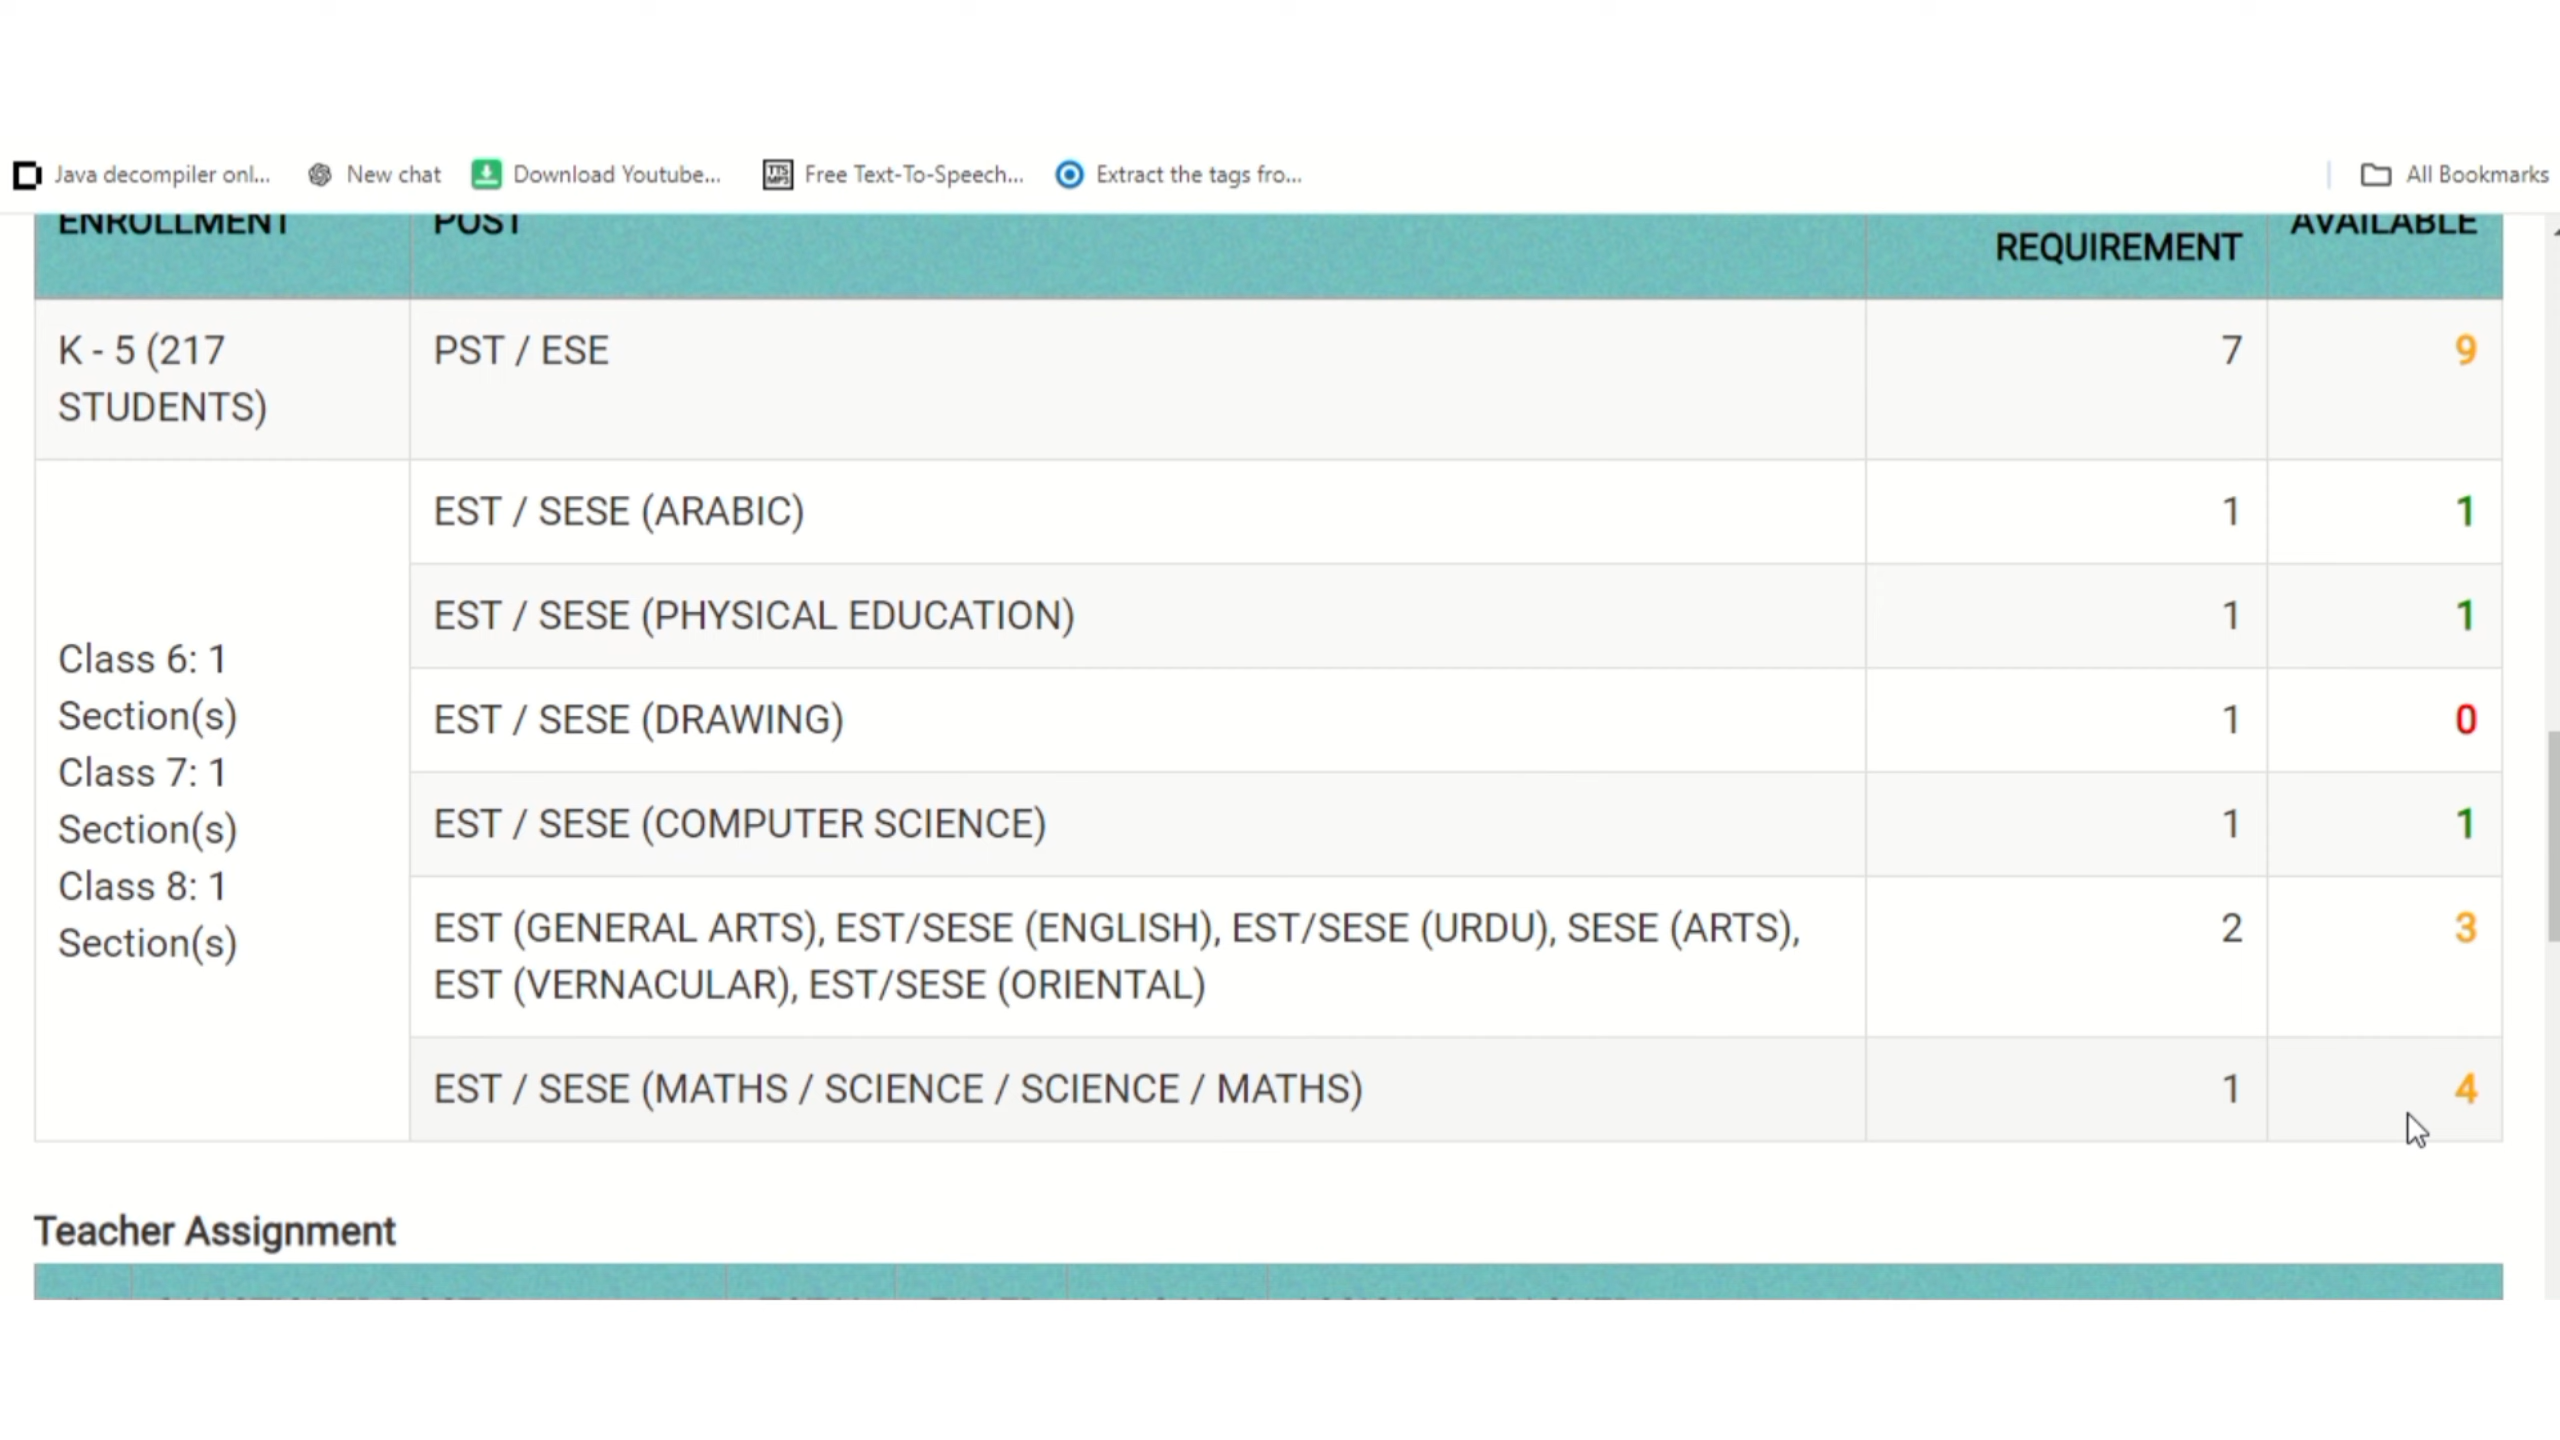 Java decompiler onl...
New chat
Download Youtube...
Free Text-To-Speech...
Extract the tags fro...
All Bookmarks
ENROLLMENT
POST
REQUIREMENT
AVAILABLE
K - 5 (217
STUDENTS)
PST / ESE
7
9
Class 6: 1
Section(s)
Class 7: 1
Section(s)
Class 8: 1
Section(s)
EST / SESE (ARABIC)
1
1
EST / SESE (PHYSICAL EDUCATION)
1
1
EST / SESE (DRAWING)
1
0
EST / SESE (COMPUTER SCIENCE)
1
1
EST (GENERAL ARTS), EST/SESE (ENGLISH), EST/SESE (URDU), SESE (ARTS),
EST (VERNACULAR), EST/SESE (ORIENTAL)
2
3
EST / SESE (MATHS / SCIENCE / SCIENCE / MATHS)
1
4
Teacher Assignment